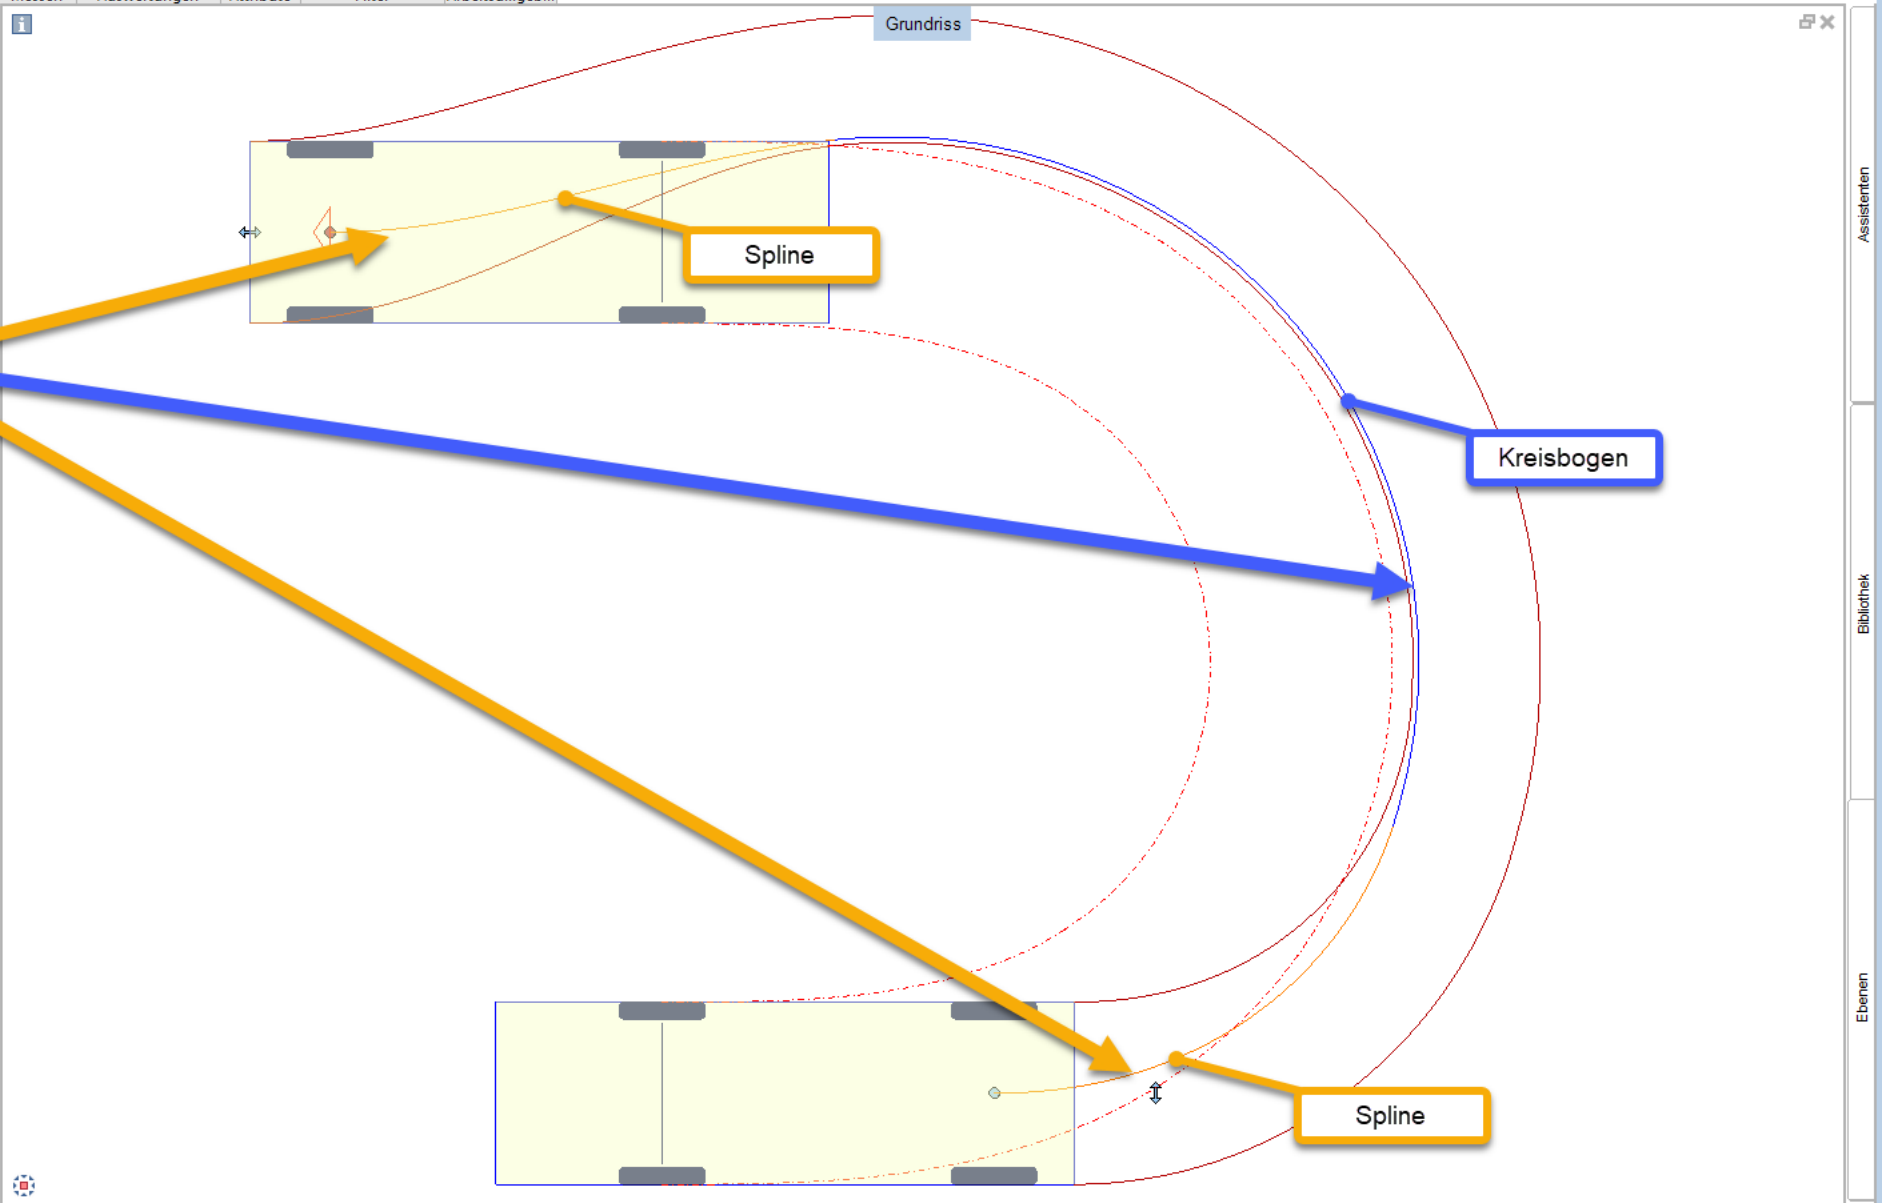 Grundriss
Assistenten
Spline
Kreisbogen
Bibliothek
Ebenen
Spline